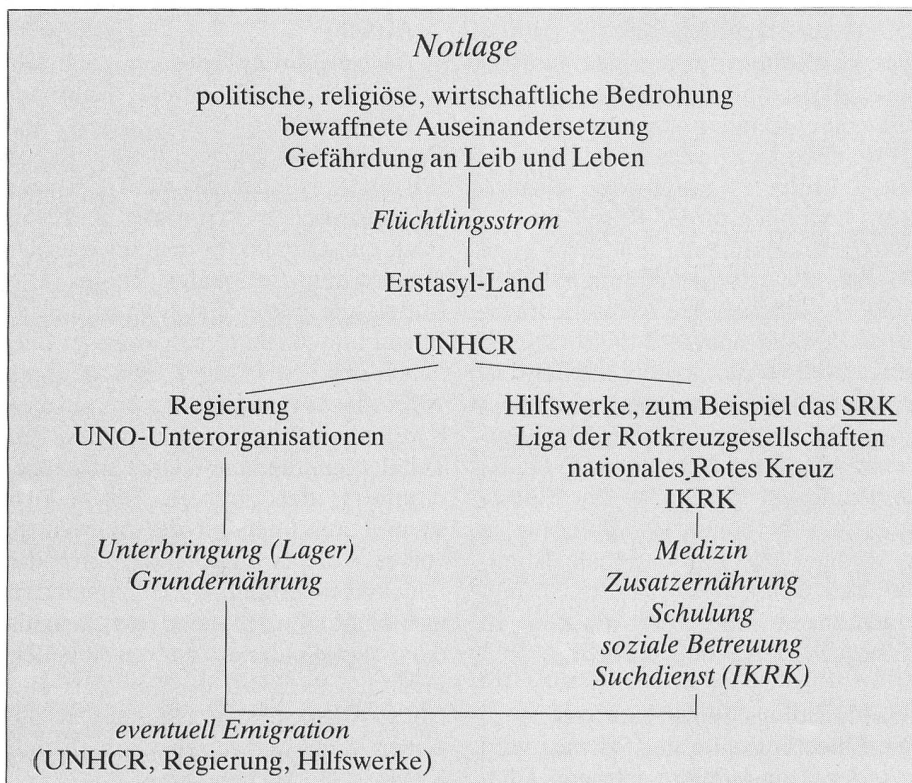 Notlage
politische, religiöse, wirtschaftliche Bedrohung
bewaffnete Auseinandersetzung
Gefährdung an Leib und Leben
Flüchtlingsstrom
Erstasyl-Land
UNHCR
Regierung
UNO-Unterorganisationen
Hilfswerke, zum Beispiel das SRK
Liga der Rotkreuzgesellschaften
nationales Rotes Kreuz
IKRK
Unterbringung (Lager)
Grundernährung
Medizin
Zusatzernährung
Schulung
soziale Betreuung
Suchdienst (IKRK)
eventuell Emigration
(UNHCR, Regierung, Hilfswerke)